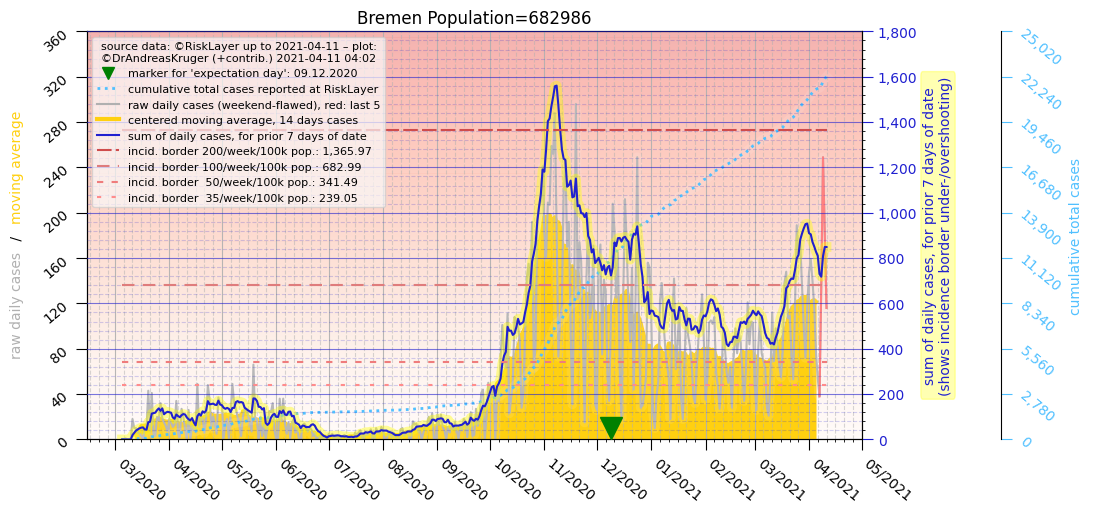 Bremen Population=682986
source data: ©RiskLayer up to 2021-04-11 – plot:
©DrAndreasKruger (+contrib.) 2021-04-11 04:02
marker for 'expectation day': 09.12.2020
cumulative total cases reported at RiskLayer
raw daily cases (weekend-flawed), red: last 5
centered moving average, 14 days cases
sum of daily cases, for prior 7 days of date
incid. border 200/week/100k pop.: 1,365.97
incid. border 100/week/100k pop.: 682.99
incid. border  50/week/100k pop.: 341.49
incid. border  35/week/100k pop.: 239.05
raw daily cases / moving average
360
320
280
240
200
160
120
80
40
0
03/2020
04/2020
05/2020
06/2020
07/2020
08/2020
09/2020
10/2020
11/2020
12/2020
01/2021
02/2021
03/2021
04/2021
05/2021
1,800
1,600
1,400
1,200
1,000
800
600
400
200
0
sum of daily cases, for prior 7 days of date
(shows incidence border under-/overshooting)
25,020
22,240
19,460
16,680
13,900
11,120
8,340
5,560
2,780
0
cumulative total cases